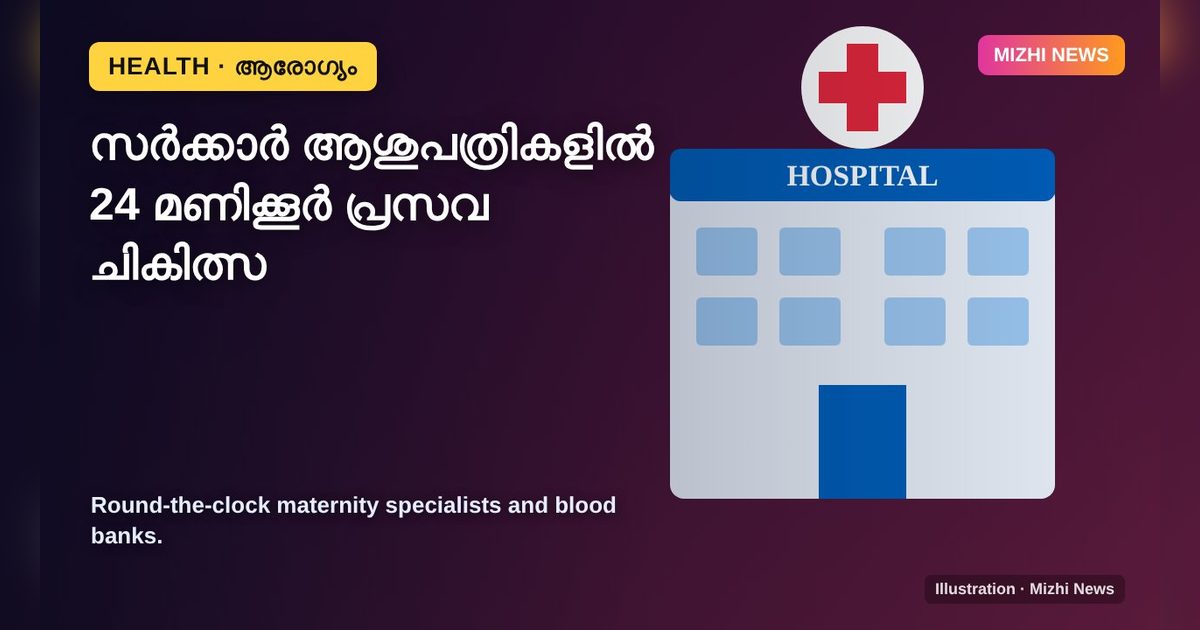 HEALTH · ആരോഗ്യം
MIZHI NEWS
സർക്കാർ ആശുപത്രികളിൽ
24 മണിക്കൂർ പ്രസവ
ചികിത്സ
HOSPITAL
Round-the-clock maternity specialists and blood
banks.
Illustration · Mizhi News